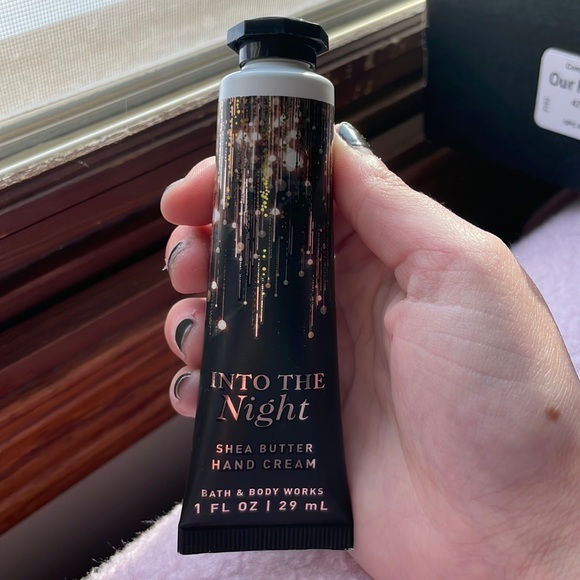 INTO THE
Night
SHEA BUTTER
HAND CREAM
BATH & BODY WORKS
1 FL OZ | 29 mL
Our